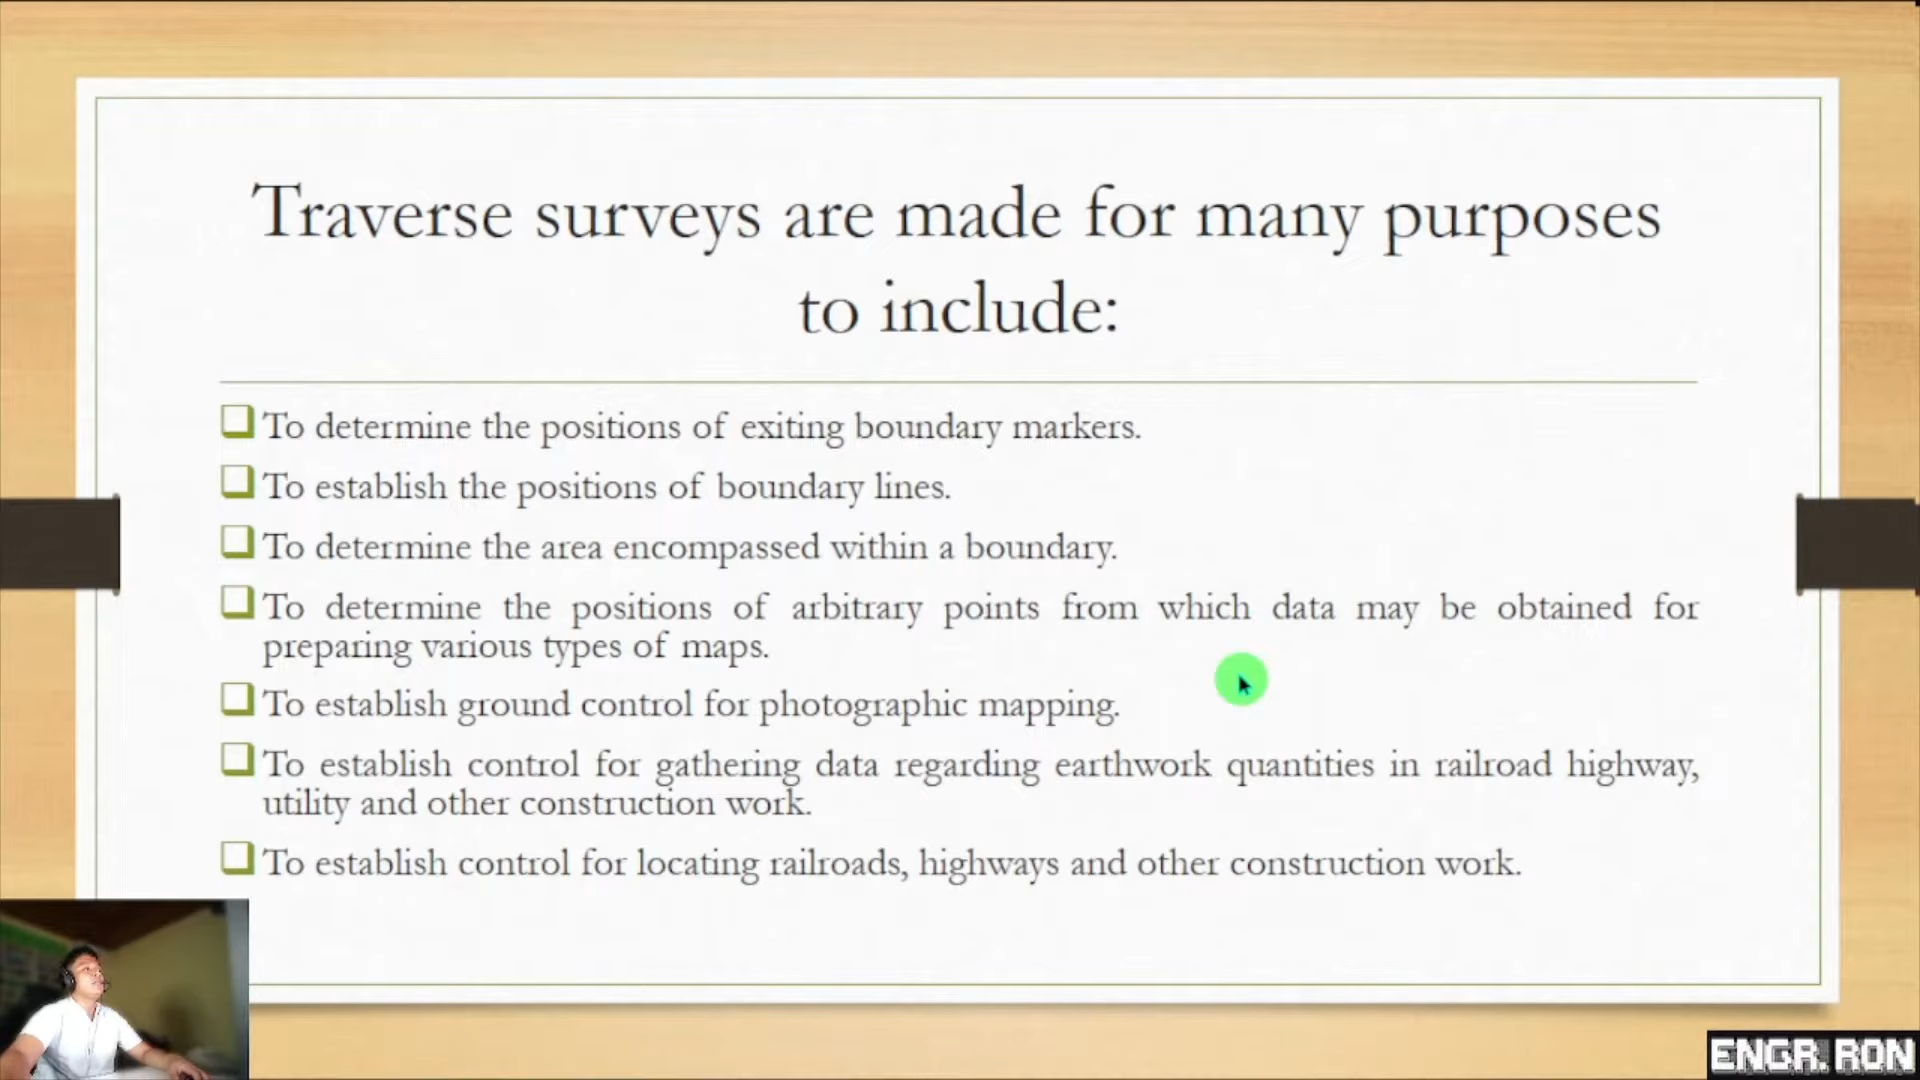 Traverse surveys are made for many purposes
to include:
To determine the positions of exiting boundary markers.
To establish the positions of boundary lines.
To determine the area encompassed within a boundary.
To determine the positions of arbitrary points from which data may be obtained for
preparing various types of maps.
To establish ground control for photographic mapping.
To establish control for gathering data regarding earthwork quantities in railroad highway,
utility and other construction work.
To establish control for locating railroads, highways and other construction work.
ENGR. RON